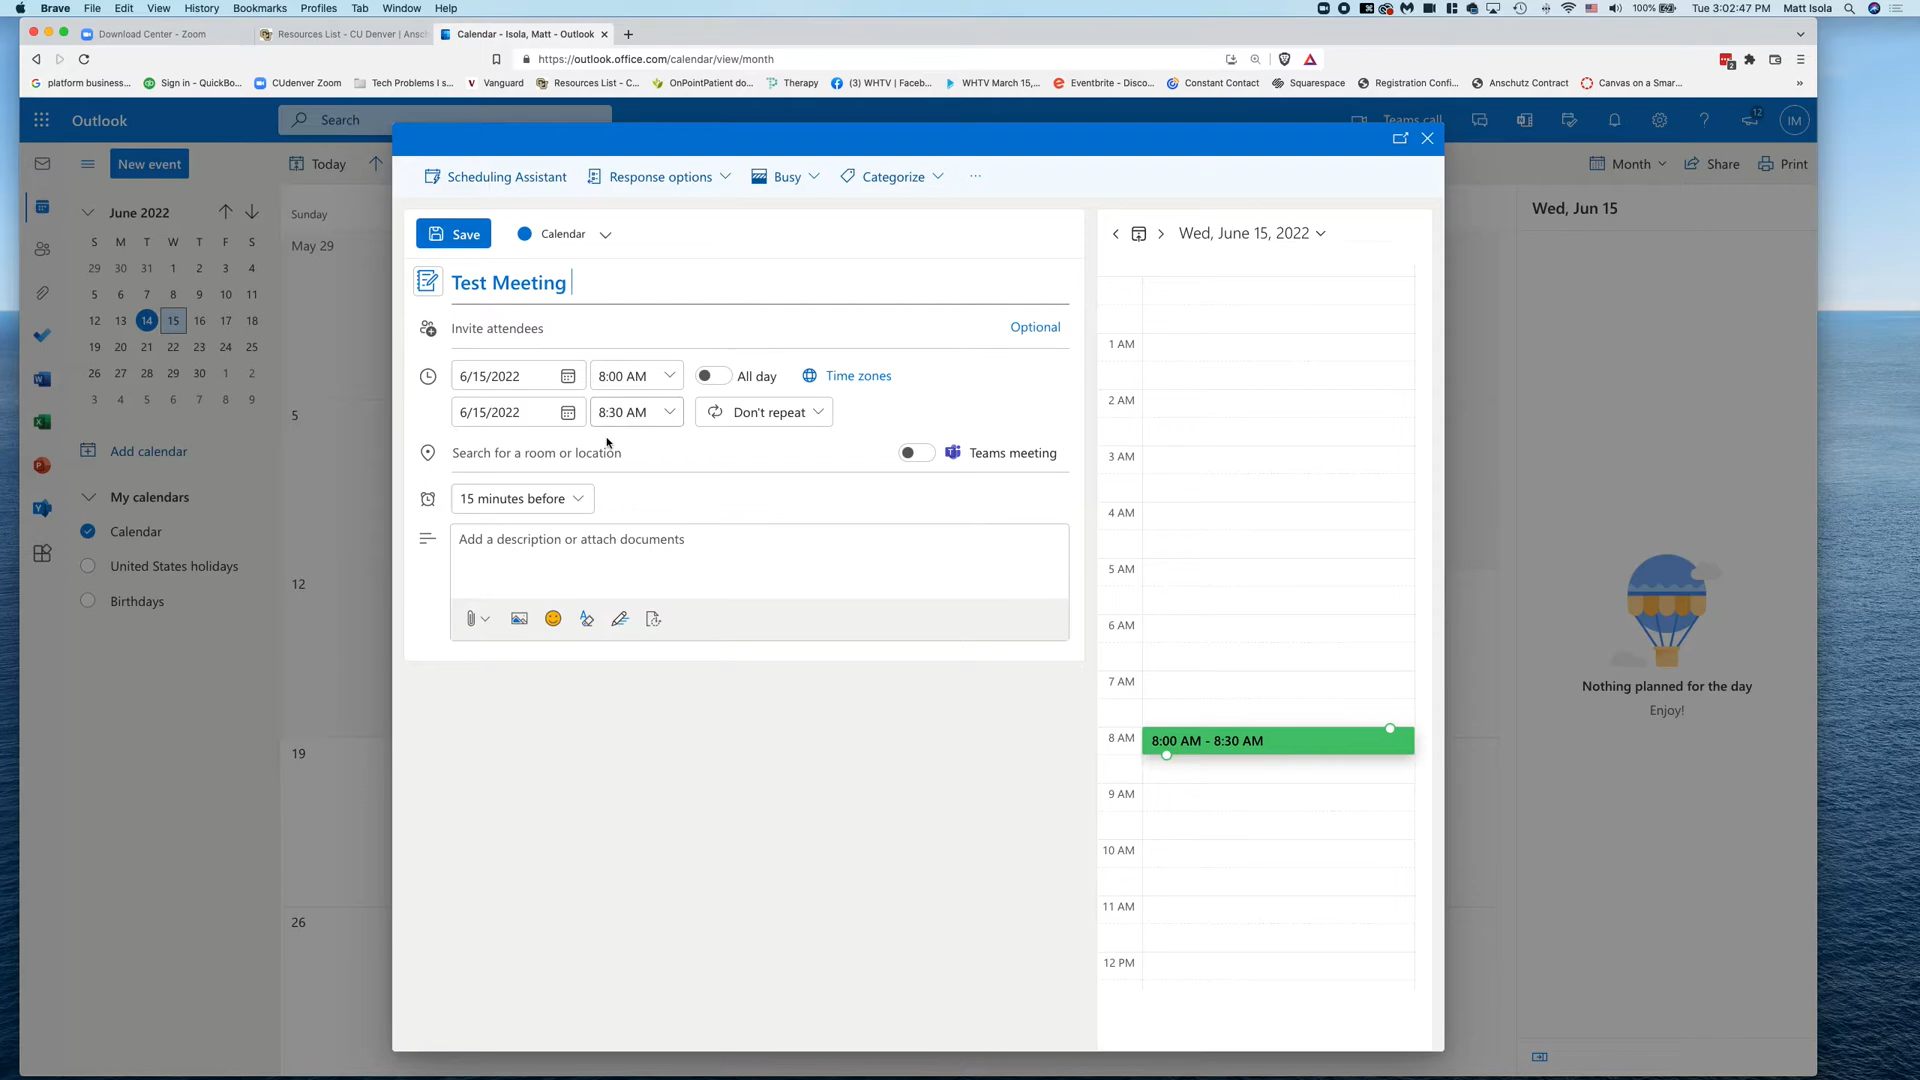 Brave File Edit View History Bookmarks Profiles Tab Window Help 100% Tue 3:02:47 PM Matt Isola
Download Center - Zoom Resources List - CU Denver | Ansc Calendar - Isola, Matt - Outlook
https://outlook.office.com/calendar/view/month 2
platform business... Sign in - QuickBo... CUdenver Zoom Tech Problems I s... Vanguard Resources List - C... OnPointPatient do... Therapy (3) WHTV | Faceb... WHTV March 15,... Eventbrite - Disco... Constant Contact Squarespace Registration Confi... Anschutz Contract Canvas on a Smar... »
Outlook Search Teams call 12 IM
New event Today Month Share Print
June 2022
S M T W T F S
29 30 31 1 2 3 4
5 6 7 8 9 10 11
12 13 14 15 16 17 18
19 20 21 22 23 24 25
26 27 28 29 30 1 2
3 4 5 6 7 8 9
Add calendar
My calendars
Calendar
United States holidays
Birthdays
Sunday
May 29
5
12
19
26
Scheduling Assistant Response options Busy Categorize ...
Save Calendar
Test Meeting
Invite attendees Optional
6/15/2022 8:00 AM All day Time zones
6/15/2022 8:30 AM Don't repeat
Search for a room or location Teams meeting
15 minutes before
Add a description or attach documents
Wed, June 15, 2022
1 AM
2 AM
3 AM
4 AM
5 AM
6 AM
7 AM
8 AM 8:00 AM - 8:30 AM
9 AM
10 AM
11 AM
12 PM
Wed, Jun 15
Nothing planned for the day
Enjoy!